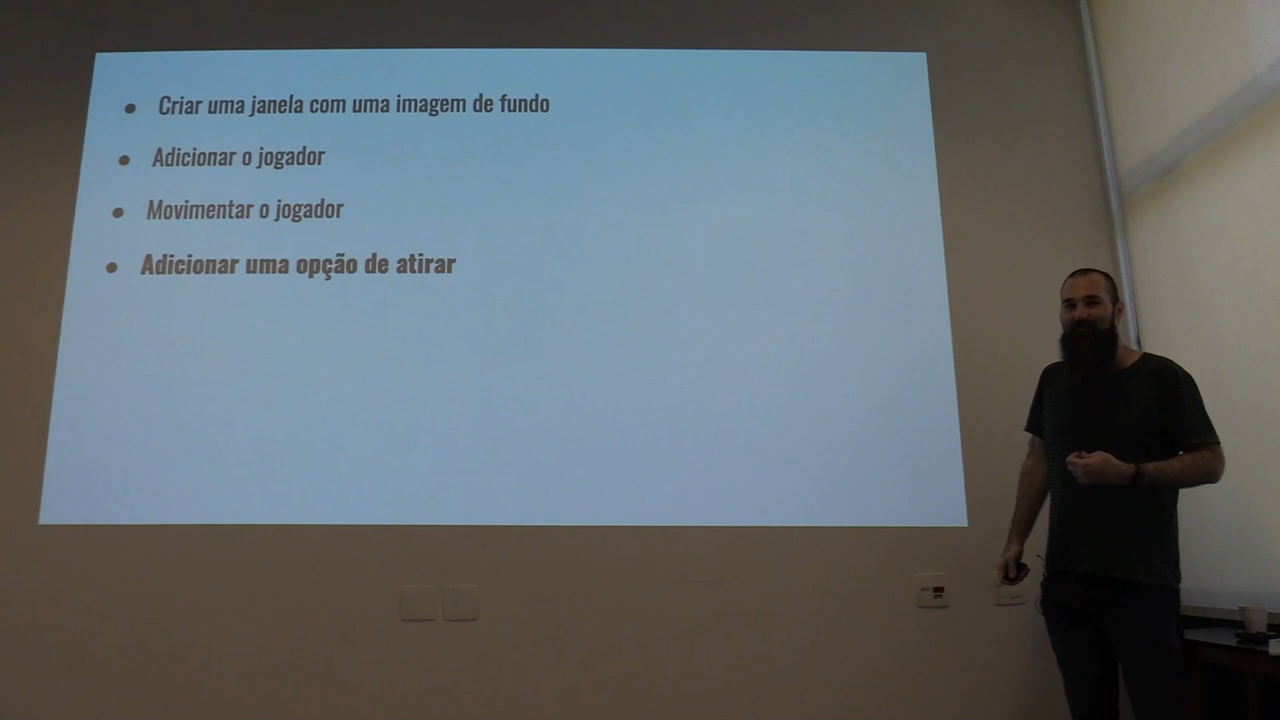 Criar uma janela com uma imagem de fundo
Adicionar o jogador
Movimentar o jogador
Adicionar uma opção de atirar